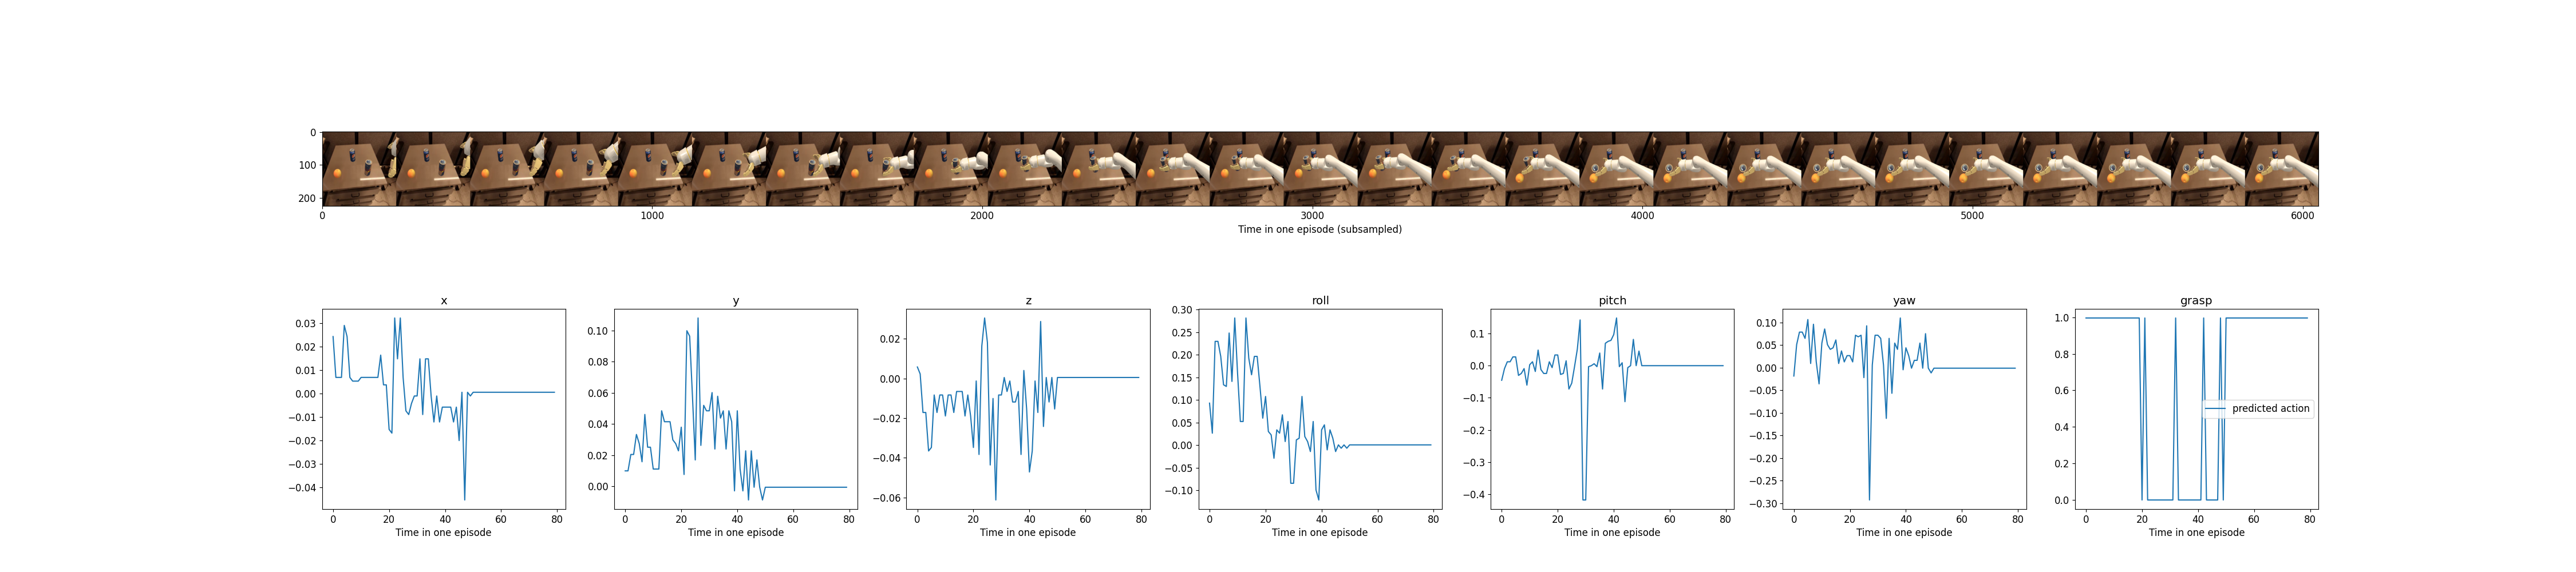 0
100
200
0 1000 2000 3000 4000 5000 6000
Time in one episode (subsampled)
x
0.03
0.02
0.01
0.00
−0.01
−0.02
−0.03
−0.04
0 20 40 60 80
Time in one episode
y
0.10
0.08
0.06
0.04
0.02
0.00
0 20 40 60 80
Time in one episode
z
0.02
0.00
−0.02
−0.04
−0.06
0 20 40 60 80
Time in one episode
roll
0.30
0.25
0.20
0.15
0.10
0.05
0.00
−0.05
−0.10
0 20 40 60 80
Time in one episode
pitch
0.1
0.0
−0.1
−0.2
−0.3
−0.4
0 20 40 60 80
Time in one episode
yaw
0.10
0.05
0.00
−0.05
−0.10
−0.15
−0.20
−0.25
−0.30
0 20 40 60 80
Time in one episode
grasp
1.0
0.8
0.6
0.4
0.2
0.0
predicted action
0 20 40 60 80
Time in one episode